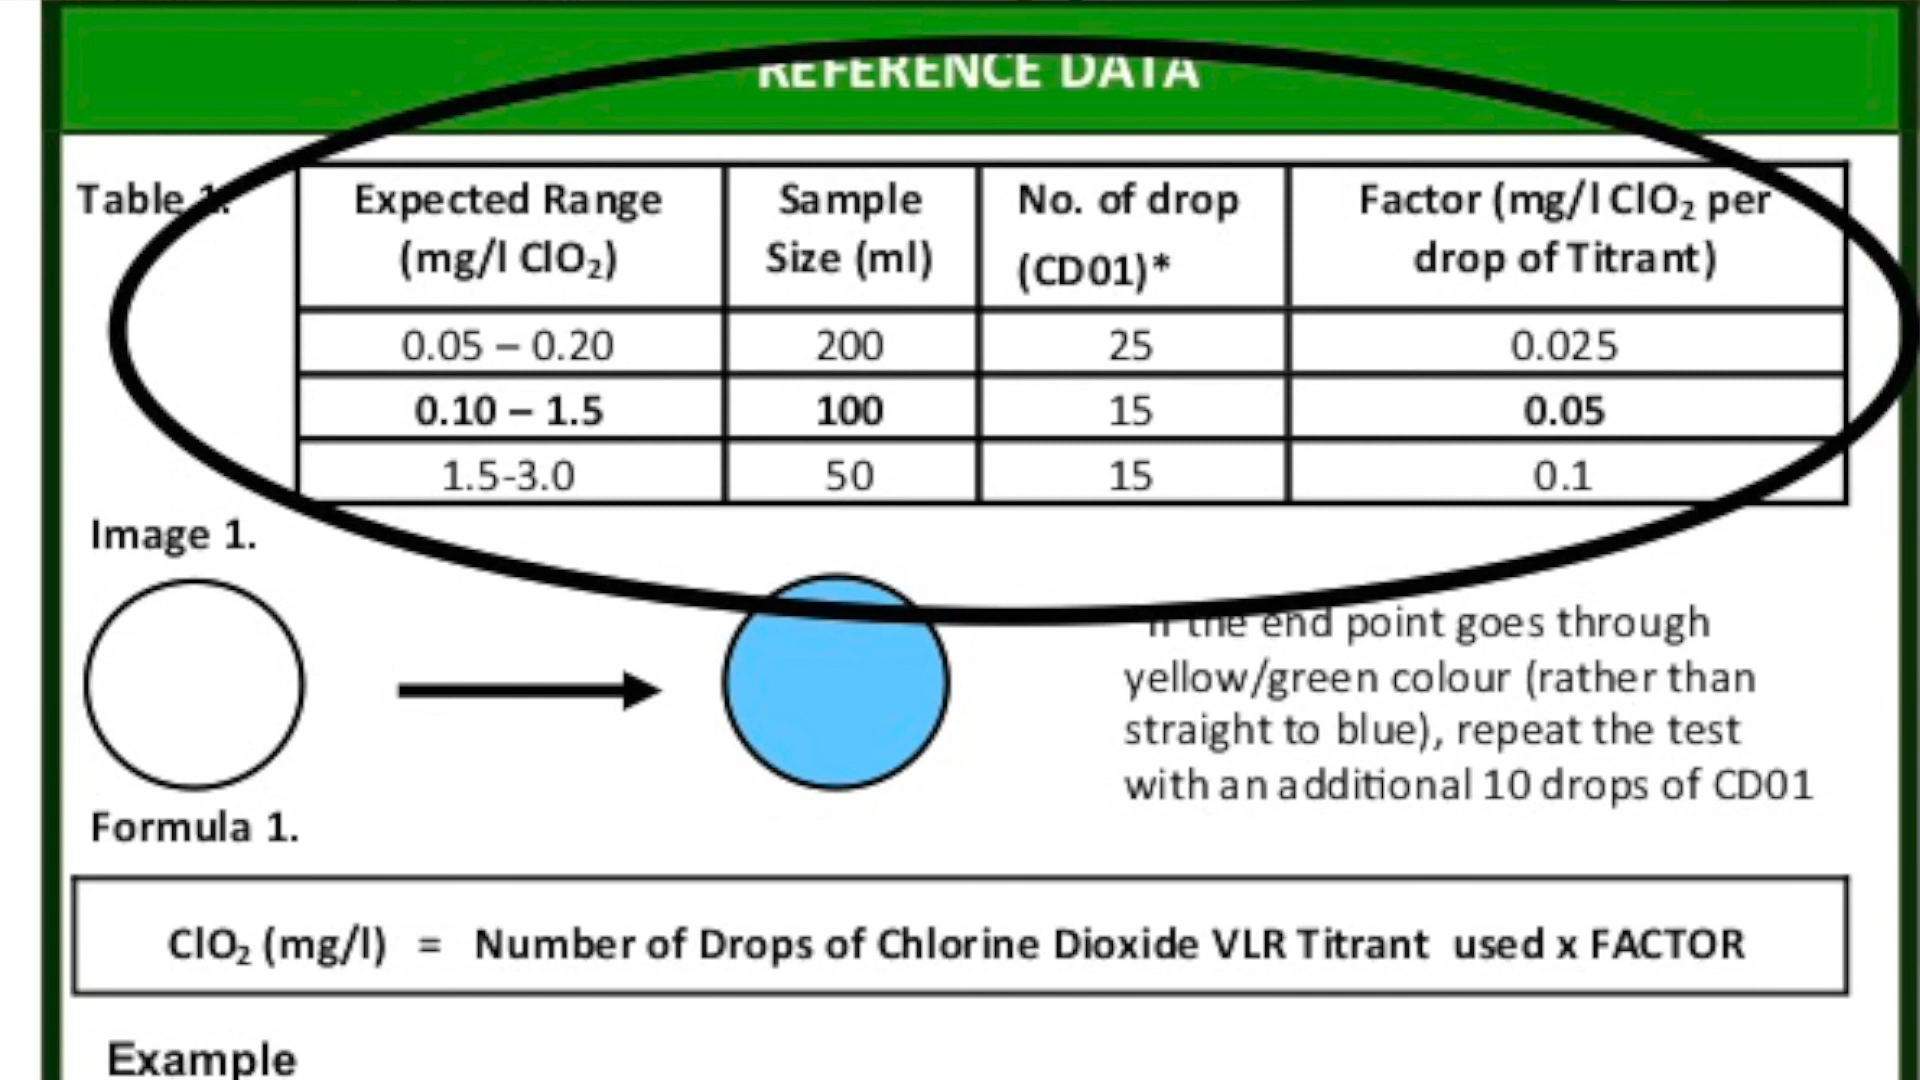 REFERENCE DATA
Table 1.
Expected Range (mg/l ClO₂) Sample Size (ml) No. of drop (CD01)* Factor (mg/l ClO₂ per drop of Titrant)
0.05 – 0.20 200 25 0.025
0.10 – 1.5 100 15 0.05
1.5-3.0 50 15 0.1
Image 1.
If the end point goes through
yellow/green colour (rather than
straight to blue), repeat the test
with an additional 10 drops of CD01
Formula 1.
ClO₂ (mg/l) = Number of Drops of Chlorine Dioxide VLR Titrant used x FACTOR
Example